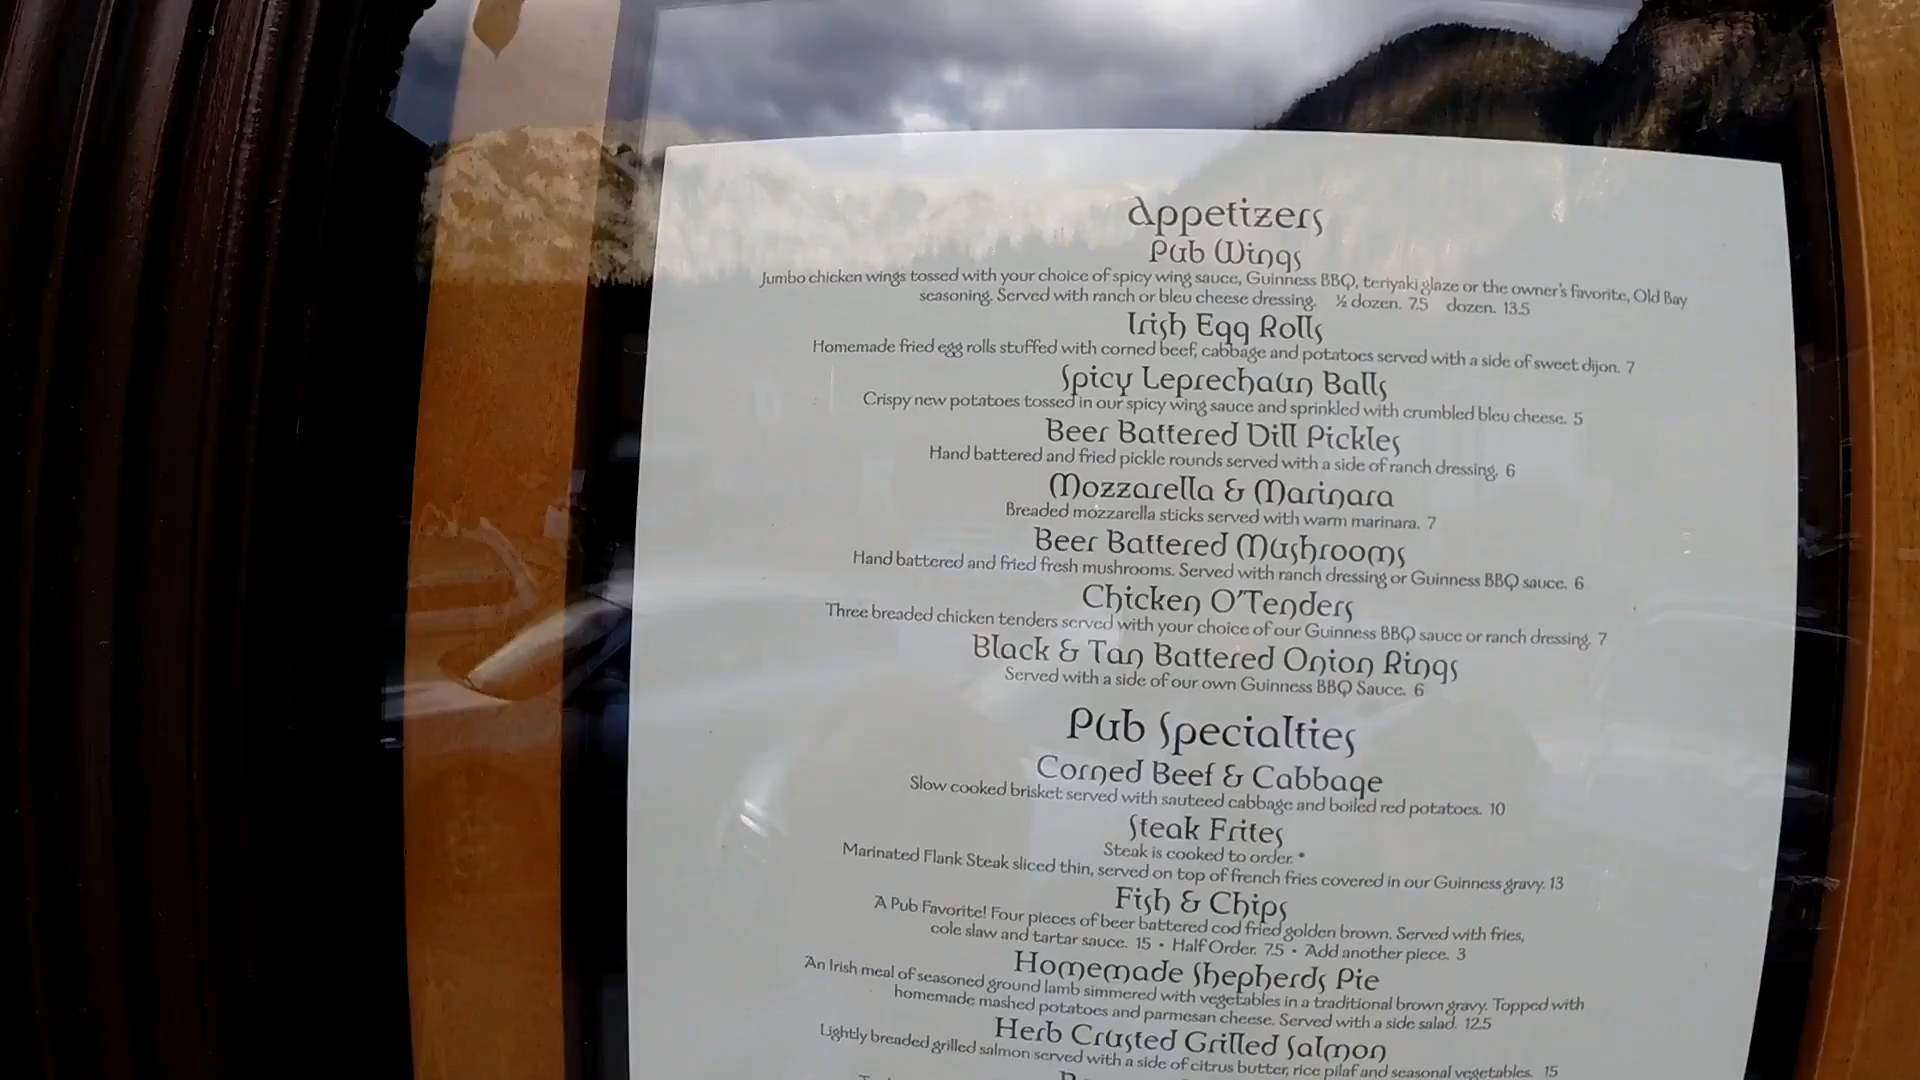 Appetizers
Pub Wings
Jumbo chicken wings tossed with your choice of spicy wing sauce, Guinness BBQ, teriyaki glaze or the owner's favorite, Old Bay
seasoning. Served with ranch or bleu cheese dressing. ½ dozen. 7.5 dozen. 13.5
Irish Egg Rolls
Homemade fried egg rolls stuffed with corned beef, cabbage and potatoes served with a side of sweet dijon. 7
Spicy Leprechaun Balls
Crispy new potatoes tossed in our spicy wing sauce and sprinkled with crumbled bleu cheese. 5
Beer Battered Dill Pickles
Hand battered and fried pickle rounds served with a side of ranch dressing. 6
Mozzarella & Marinara
Breaded mozzarella sticks served with warm marinara. 7
Beer Battered Mushrooms
Hand battered and fried fresh mushrooms. Served with ranch dressing or Guinness BBQ sauce. 6
Chicken O'Tenders
Three breaded chicken tenders served with your choice of our Guinness BBQ sauce or ranch dressing. 7
Black & Tan Battered Onion Rings
Served with a side of our own Guinness BBQ Sauce. 6
Pub Specialties
Corned Beef & Cabbage
Slow cooked brisket served with sauteed cabbage and boiled red potatoes. 10
Steak Frites
Steak is cooked to order. *
Marinated Flank Steak sliced thin, served on top of french fries covered in our Guinness gravy. 13
Fish & Chips
A Pub Favorite! Four pieces of beer battered cod fried golden brown. Served with fries,
cole slaw and tartar sauce. 15 • Half Order. 7.5 • Add another piece. 3
Homemade Shepherds Pie
An Irish meal of seasoned ground lamb simmered with vegetables in a traditional brown gravy. Topped with
homemade mashed potatoes and parmesan cheese. Served with a side salad. 12.5
Herb Crusted Grilled Salmon
Lightly breaded grilled salmon served with a side of citrus butter, rice pilaf and seasonal vegetables. 15